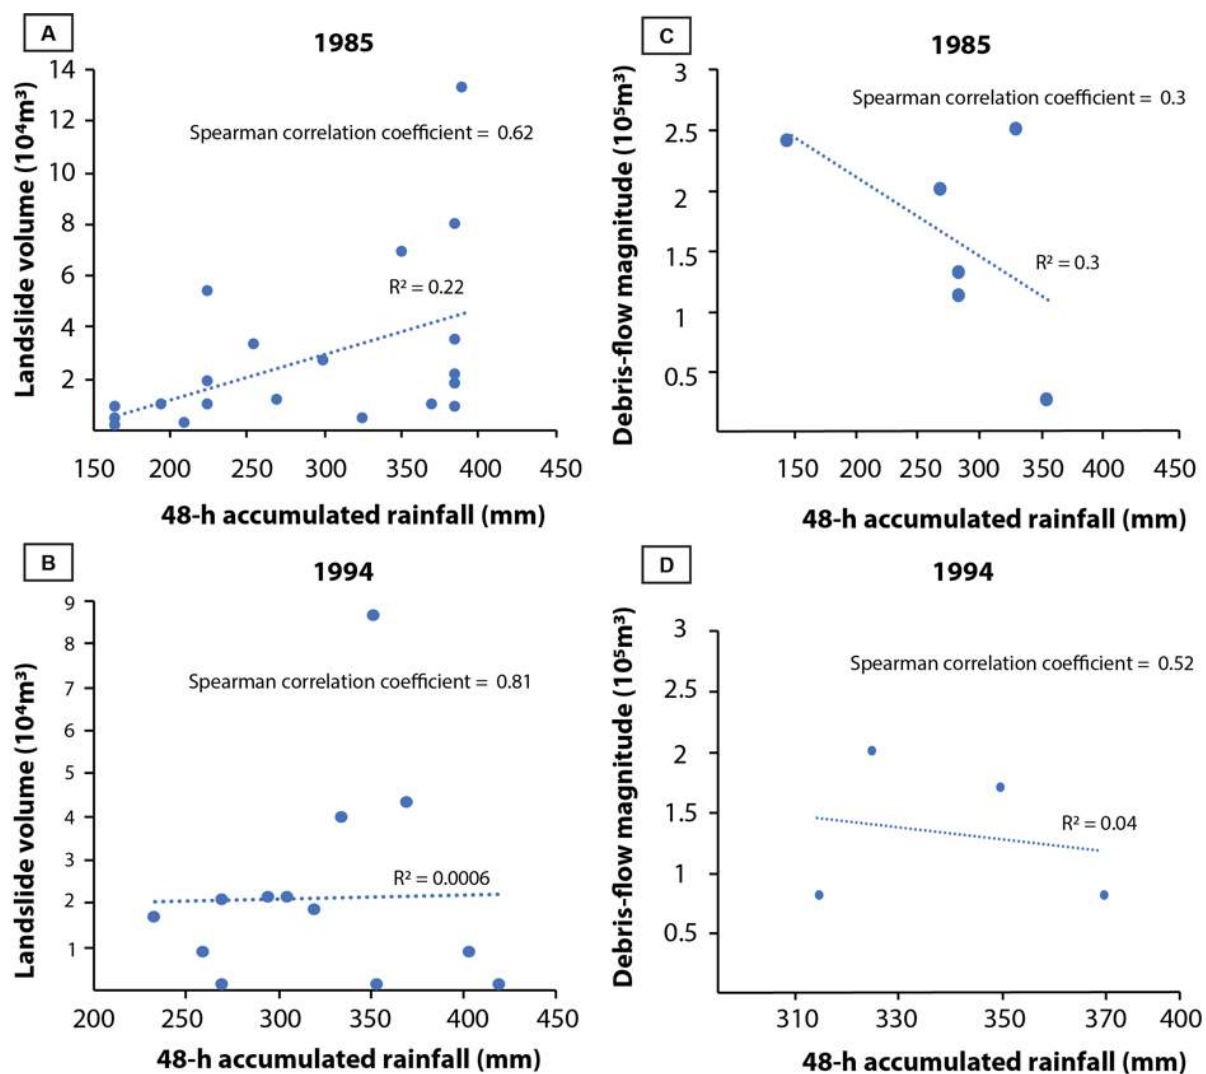 A
1985
Landslide volume (10⁴m³)
14
12
10
8
6
4
2
Spearman correlation coefficient = 0.62
R² = 0.22
150 200 250 300 350 400 450
48-h accumulated rainfall (mm)
C
1985
Debris-flow magnitude (10⁵m³)
3
2.5
2
1.5
1
0.5
Spearman correlation coefficient = 0.3
R² = 0.3
150 200 250 300 350 400 450
48-h accumulated rainfall (mm)
B
1994
Landslide volume (10⁴m³)
9
8
7
6
5
4
3
2
1
Spearman correlation coefficient = 0.81
R² = 0.0006
200 250 300 350 400 450
48-h accumulated rainfall (mm)
D
1994
Debris-flow magnitude (10⁵m³)
3
2.5
2
1.5
1
0.5
Spearman correlation coefficient = 0.52
R² = 0.04
310 330 350 370 400
48-h accumulated rainfall (mm)